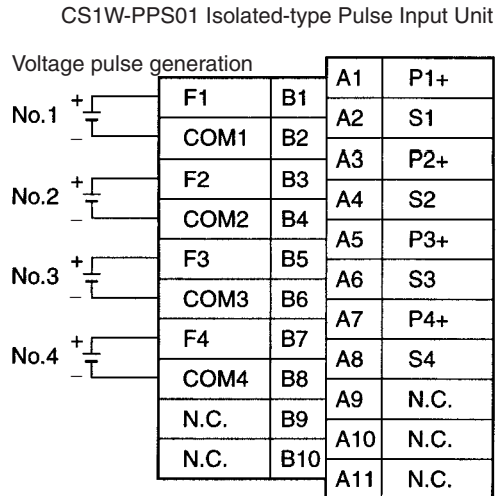 CS1W-PPS01 Isolated-type Pulse Input Unit
Voltage pulse generation
No.1 + − F1 B1
COM1 B2
No.2 + − F2 B3
COM2 B4
No.3 + − F3 B5
COM3 B6
No.4 + − F4 B7
COM4 B8
N.C. B9
N.C. B10
A1 P1+
A2 S1
A3 P2+
A4 S2
A5 P3+
A6 S3
A7 P4+
A8 S4
A9 N.C.
A10 N.C.
A11 N.C.